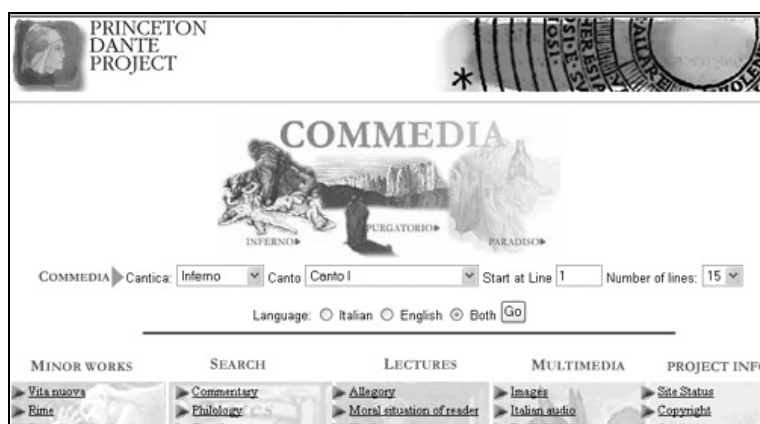 PRINCETON
DANTE
PROJECT
COMMEDIA
INFERNO
PURGATORIO
PARADISO
COMMEDIA Cantica: Inferno Canto Canto I Start at Line 1 Number of lines: 15
Language: Italian English Both Go
MINOR WORKS SEARCH LECTURES MULTIMEDIA PROJECT INFO
Vita nuova Commentary Allegory Images Site Status
Rime Philology Moral situation of reader Italian audio Copyright